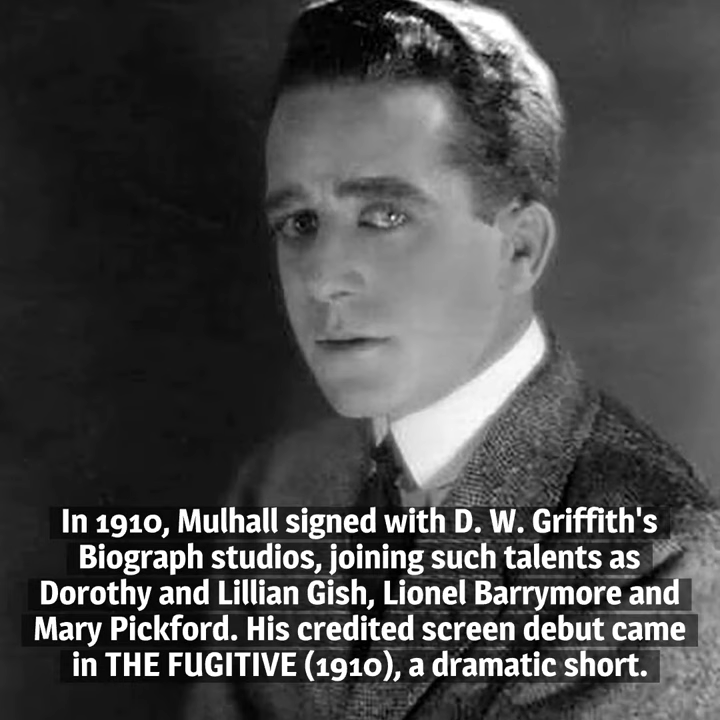 In 1910, Mulhall signed with D. W. Griffith's
Biograph studios, joining such talents as
Dorothy and Lillian Gish, Lionel Barrymore and
Mary Pickford. His credited screen debut came
in THE FUGITIVE (1910), a dramatic short.